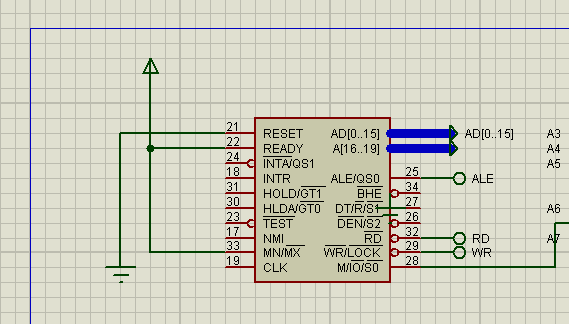 21 RESET AD[0..15] AD[0..15] A3
22 READY A[16..19] A4
24 INTA/QS1 A5
18 INTR ALE/QS0 25 ALE
31 HOLD/GT1 BHE 34
30 HLDA/GT0 DT/R/S1 27 A6
23 TEST DEN/S2 26
17 NMI RD 32 RD A7
33 MN/MX WR/LOCK 29 WR
19 CLK M/IO/S0 28